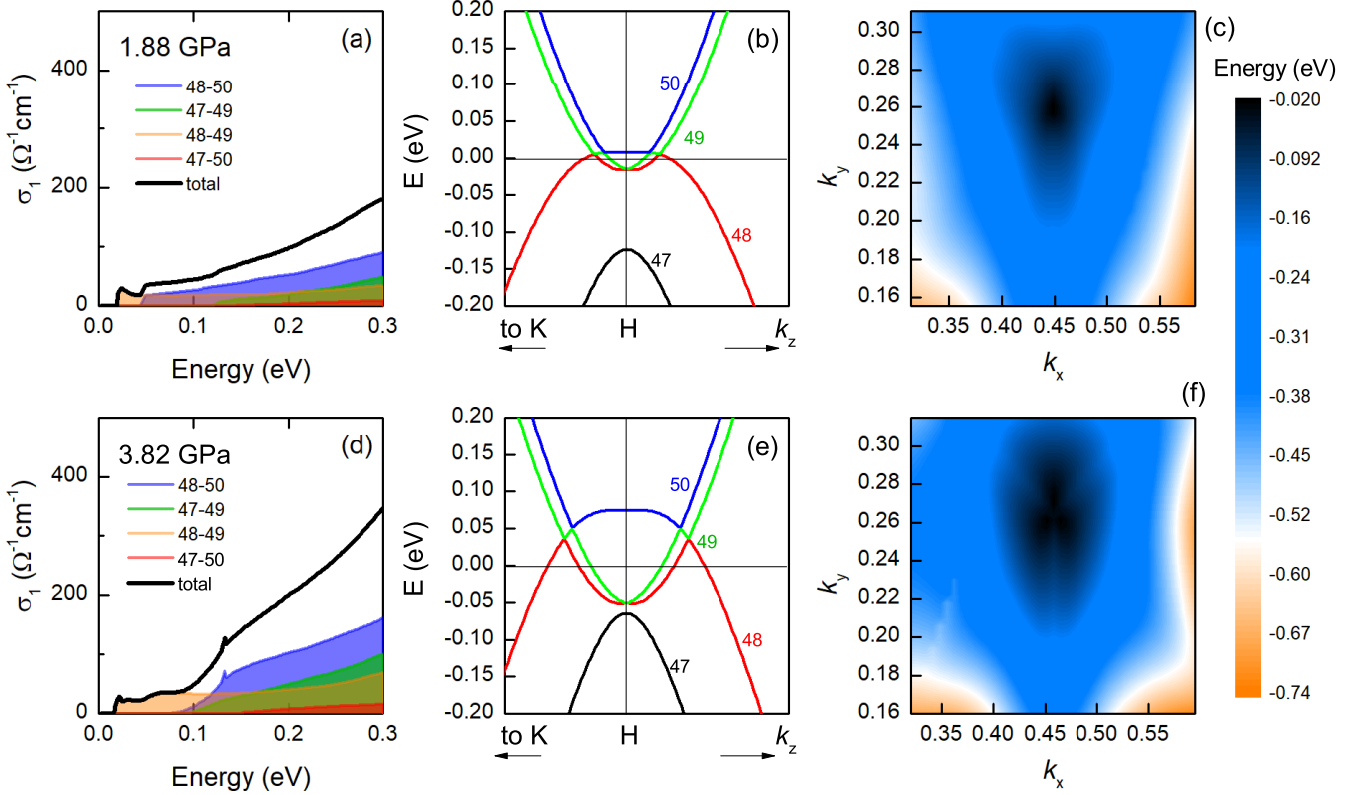 1.88 GPa
(a)
400
200
0
σ1 (Ω-1cm-1)
48-50
47-49
48-49
47-50
total
0.0 0.1 0.2 0.3
Energy (eV)
(b)
0.20
0.15
0.10
0.05
0.00
-0.05
-0.10
-0.15
-0.20
E (eV)
50
49
48
47
to K H kz
(c)
0.30
0.28
0.26
0.24
0.22
0.20
0.18
0.16
ky
0.35 0.40 0.45 0.50 0.55
kx
Energy (eV)
-0.020
-0.092
-0.16
-0.24
-0.31
-0.38
-0.45
-0.52
-0.60
-0.67
-0.74
3.82 GPa
(d)
400
200
0
σ1 (Ω-1cm-1)
48-50
47-49
48-49
47-50
total
0.0 0.1 0.2 0.3
Energy (eV)
(e)
0.20
0.15
0.10
0.05
0.00
-0.05
-0.10
-0.15
-0.20
E (eV)
50
49
48
47
to K H kz
(f)
0.30
0.28
0.26
0.24
0.22
0.20
0.18
0.16
ky
0.35 0.40 0.45 0.50 0.55
kx